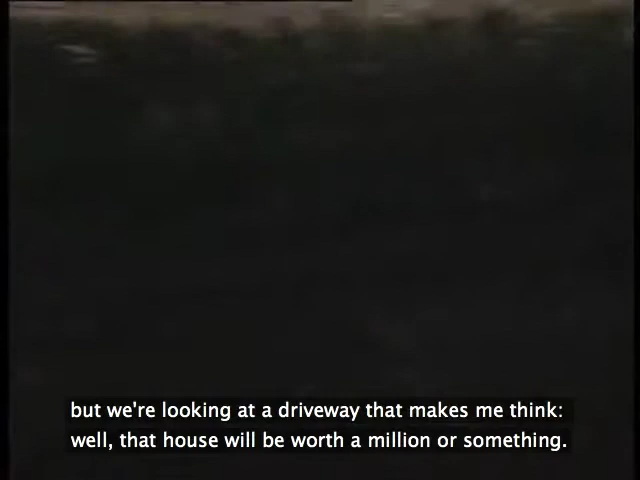 but we're looking at a driveway that makes me think:
well, that house will be worth a million or something.